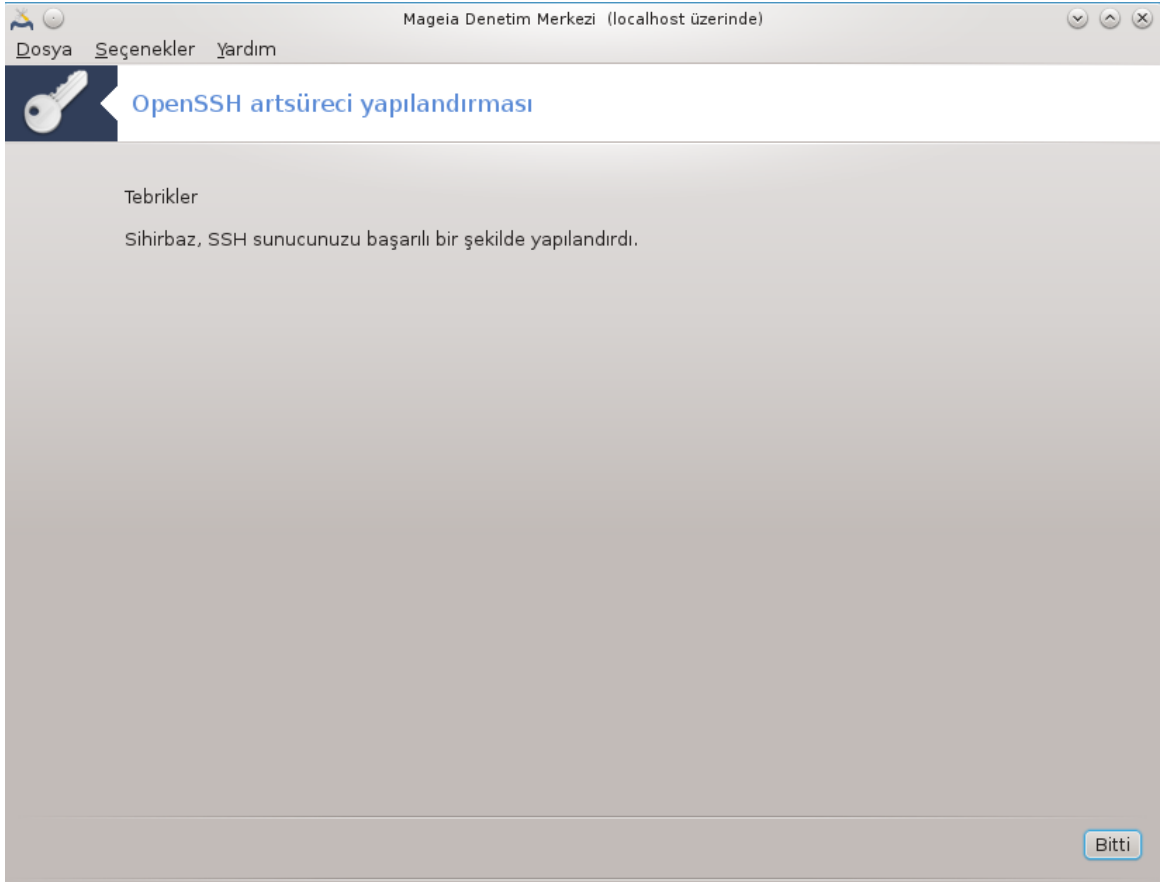 Mageia Denetim Merkezi (localhost üzerinde)
Dosya Seçenekler Yardım
OpenSSH artsüreci yapılandırması
Tebrikler
Sihirbaz, SSH sunucunuzu başarılı bir şekilde yapılandırdı.
Bitti